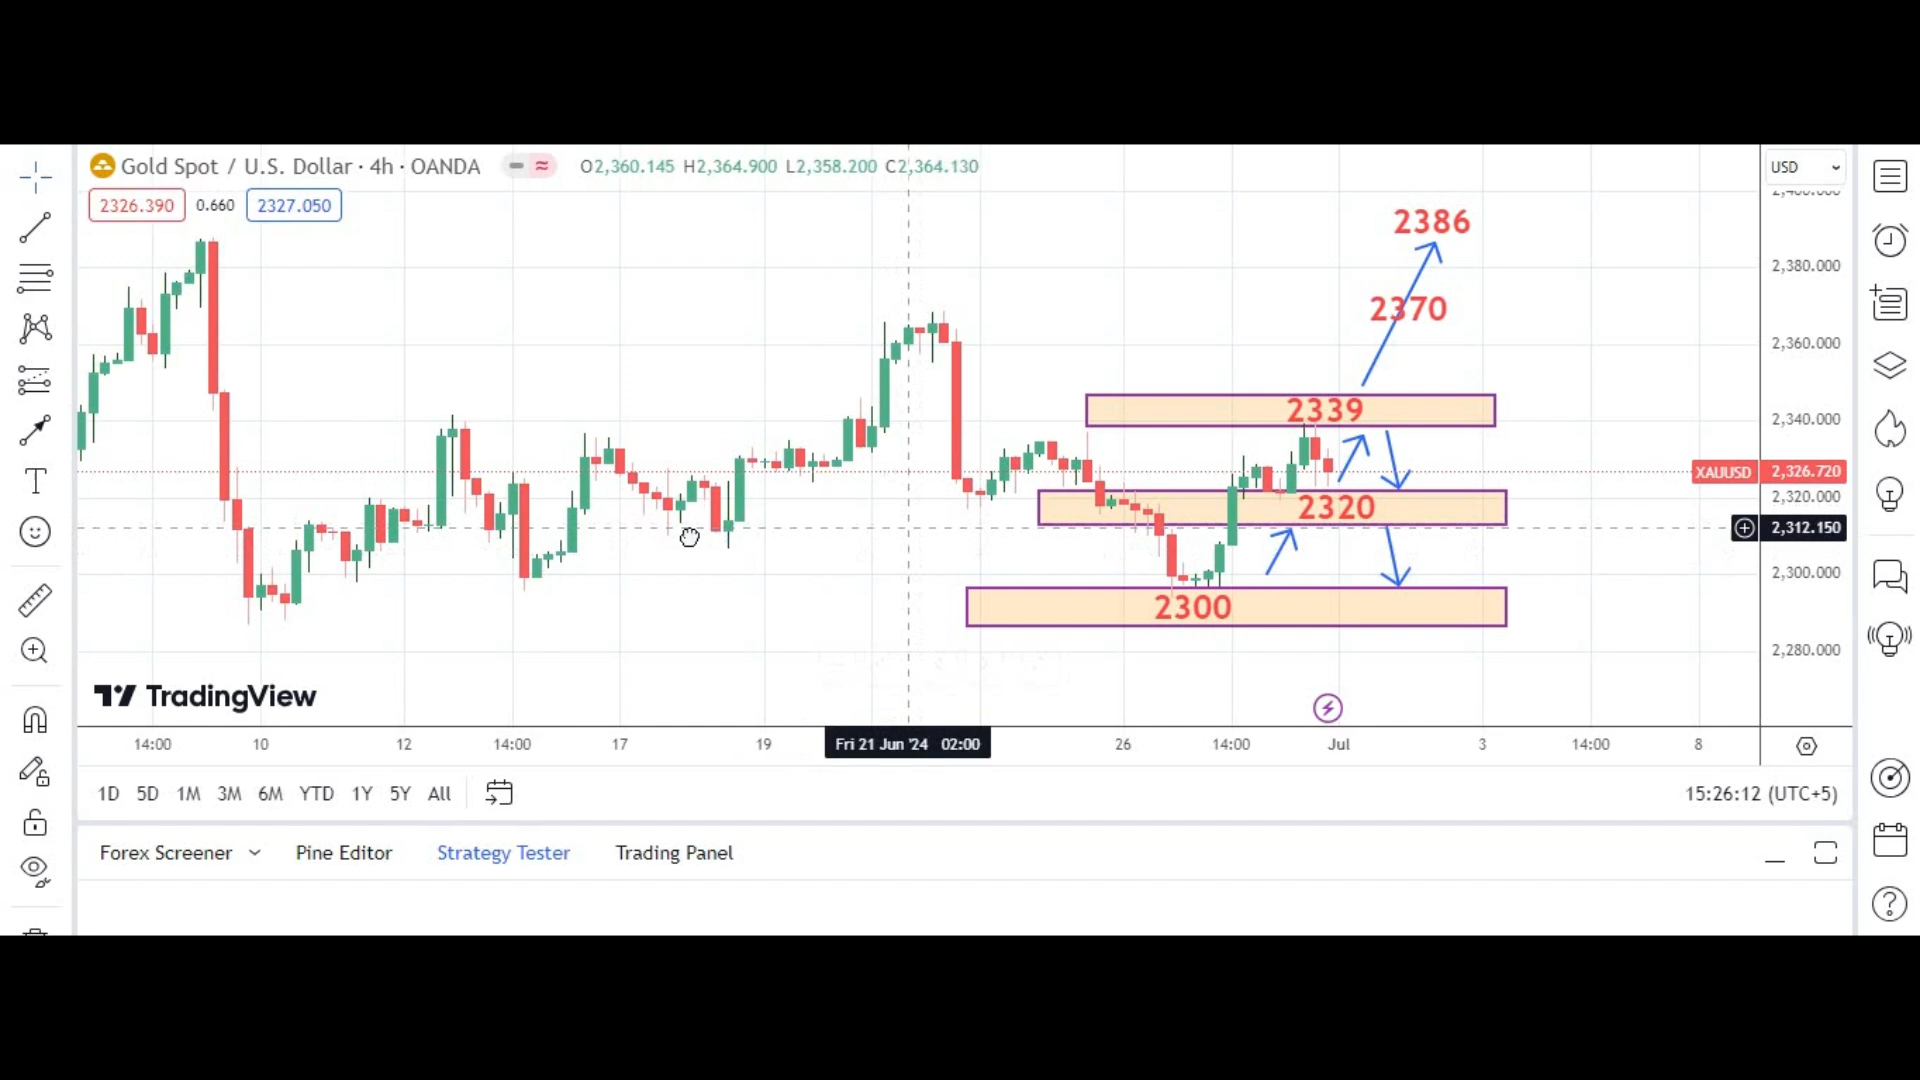 Gold Spot / U.S. Dollar · 4h · OANDA O2,360.145 H2,364.900 L2,358.200 C2,364.130
USD
2326.390 0.660 2327.050
2386
2,380.000
2370
2,360.000
2339
2,340.000
XAUUSD 2,326.720
2,320.000
2320
2,312.150
2,300.000
2300
2,280.000
TradingView
14:00 10 12 14:00 17 19 Fri 21 Jun '24 02:00 26 14:00 Jul 3 14:00 8
1D 5D 1M 3M 6M YTD 1Y 5Y All 15:26:12 (UTC+5)
Forex Screener Pine Editor Strategy Tester Trading Panel